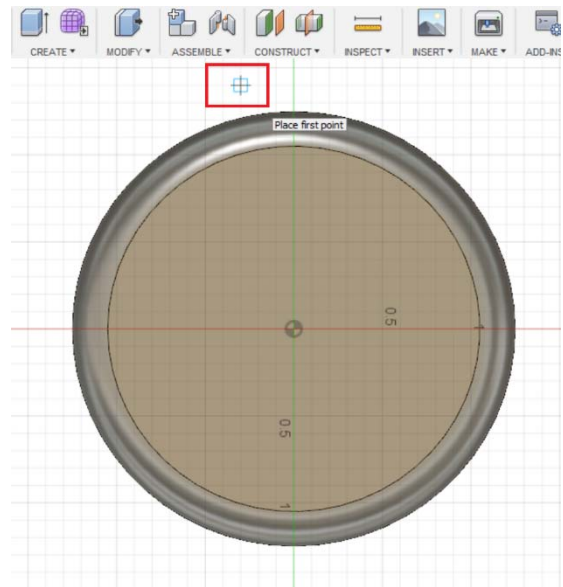 CREATE ▾ MODIFY ▾ ASSEMBLE ▾ CONSTRUCT ▾ INSPECT ▾ INSERT ▾ MAKE ▾ ADD-INS
Place first point
0.5
1
0.5
1